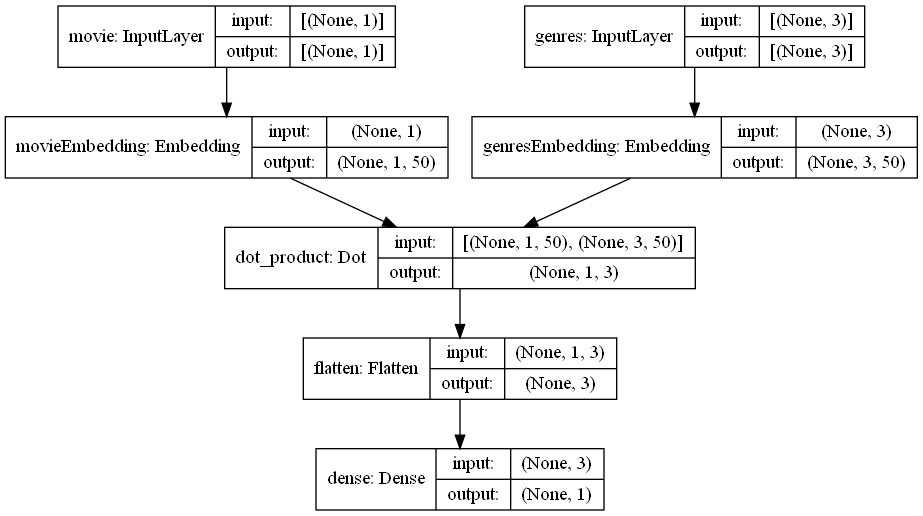 movie: InputLayer
input: [(None, 1)]
output: [(None, 1)]
genres: InputLayer
input: [(None, 3)]
output: [(None, 3)]
movieEmbedding: Embedding
input: (None, 1)
output: (None, 1, 50)
genresEmbedding: Embedding
input: (None, 3)
output: (None, 3, 50)
dot_product: Dot
input: [(None, 1, 50), (None, 3, 50)]
output: (None, 1, 3)
flatten: Flatten
input: (None, 1, 3)
output: (None, 3)
dense: Dense
input: (None, 3)
output: (None, 1)